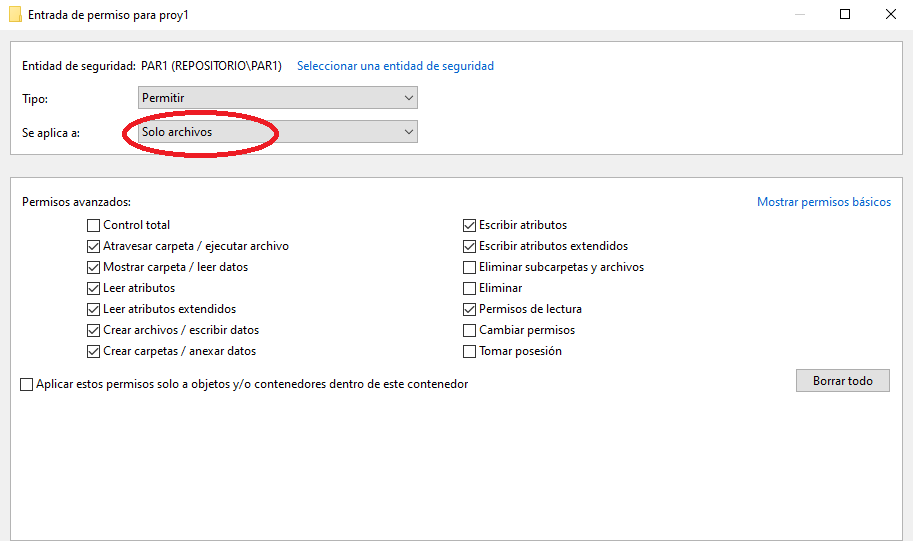 Entrada de permiso para proy1
Entidad de seguridad: PAR1 (REPOSITORIO\PAR1) Seleccionar una entidad de seguridad
Tipo: Permitir
Se aplica a: Solo archivos
Permisos avanzados: Mostrar permisos básicos
Control total
Atravesar carpeta / ejecutar archivo
Mostrar carpeta / leer datos
Leer atributos
Leer atributos extendidos
Crear archivos / escribir datos
Crear carpetas / anexar datos
Escribir atributos
Escribir atributos extendidos
Eliminar subcarpetas y archivos
Eliminar
Permisos de lectura
Cambiar permisos
Tomar posesión
Aplicar estos permisos solo a objetos y/o contenedores dentro de este contenedor
Borrar todo